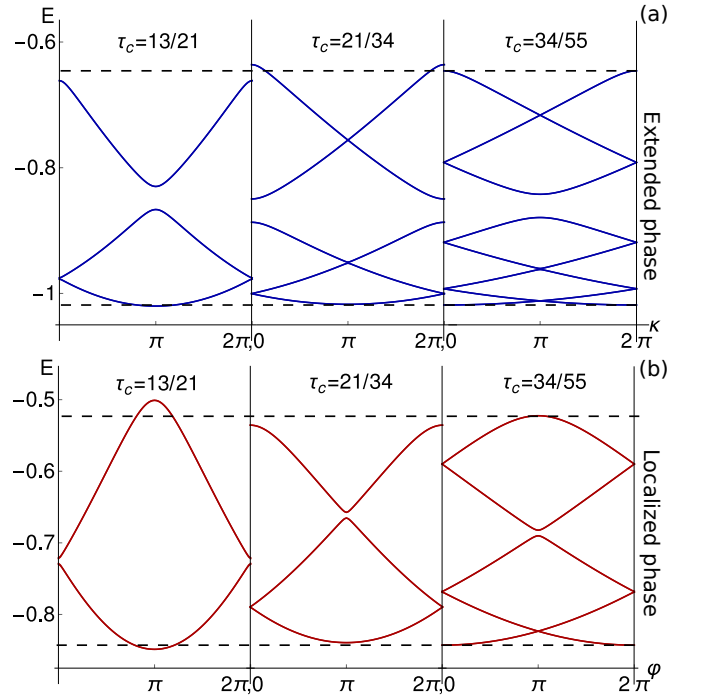 E
(a)
-0.6
τc=13/21
τc=21/34
τc=34/55
-0.8
Extended phase
-1
π
2π,0
π
2π,0
π
2π
κ
E
(b)
τc=13/21
τc=21/34
τc=34/55
-0.5
-0.6
Localized phase
-0.7
-0.8
π
2π,0
π
2π,0
π
2π
φ